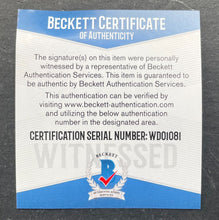 BECKETT CERTIFICATE
OF AUTHENTICITY
The signature(s) on this item were personally
witnessed by a representative of Beckett
Authentication Services. This item is guaranteed to
be authentic by Beckett Authentication Services.
This authentication can be verified by
visiting www.beckett-authentication.com and
utilizing the below authentication number
in the designated area.
CERTIFICATION SERIAL NUMBER: WD01081
WITNESSED
BECKETT
B